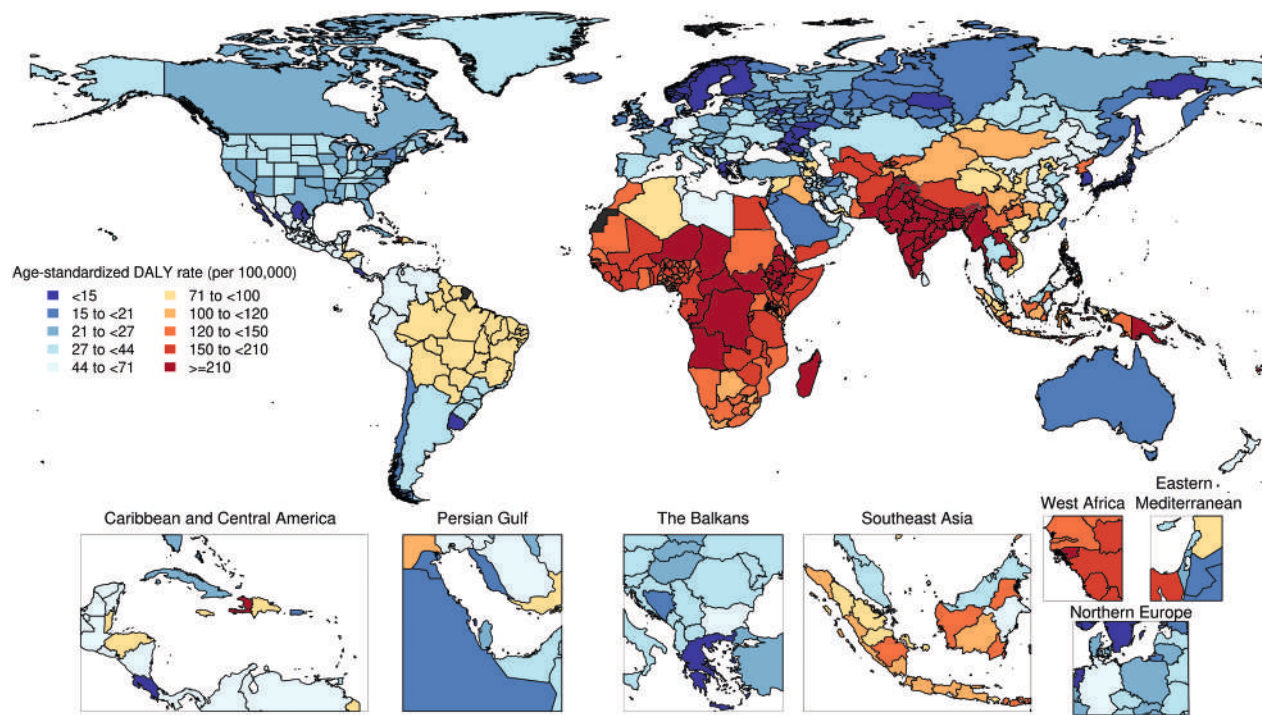 Age-standardized DALY rate (per 100,000)
<15
15 to <21
21 to <27
27 to <44
44 to <71
71 to <100
100 to <120
120 to <150
150 to <210
>=210
Caribbean and Central America
Persian Gulf
The Balkans
Southeast Asia
West Africa
Eastern
Mediterranean
Northern Europe